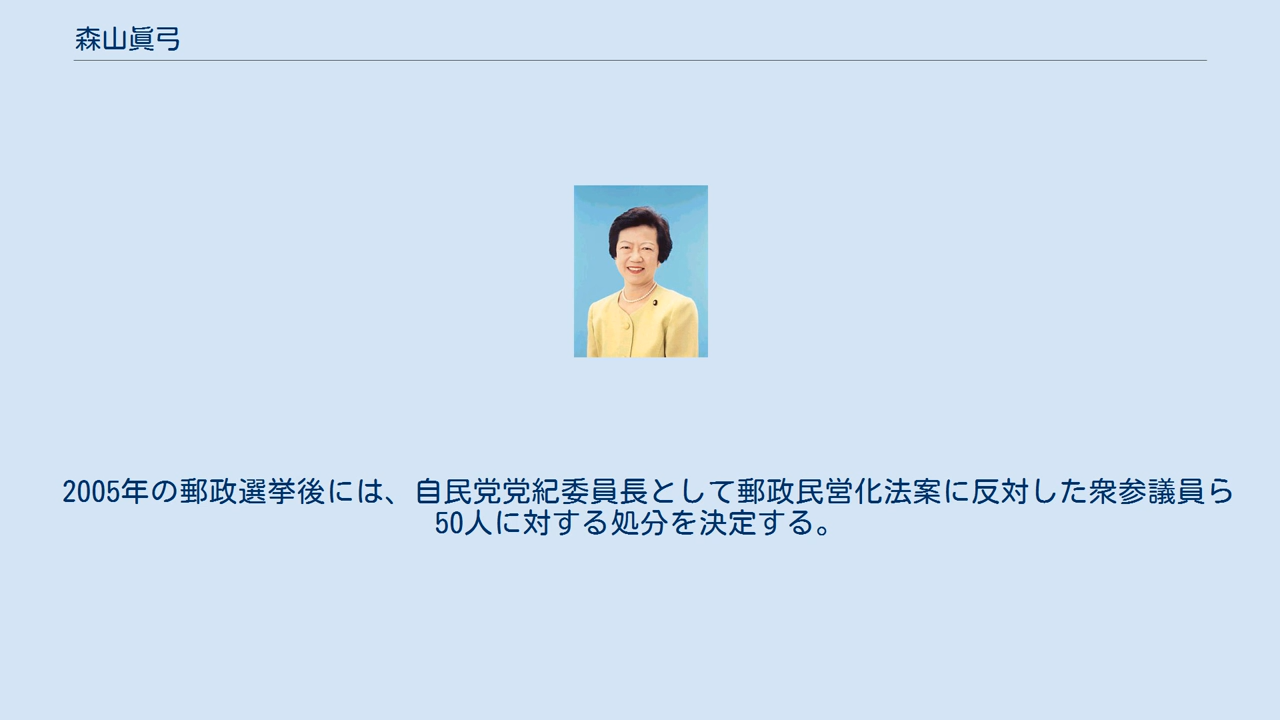 森山眞弓
2005年の郵政選挙後には、自民党党紀委員長として郵政民営化法案に反対した衆参議員ら
50人に対する処分を決定する。